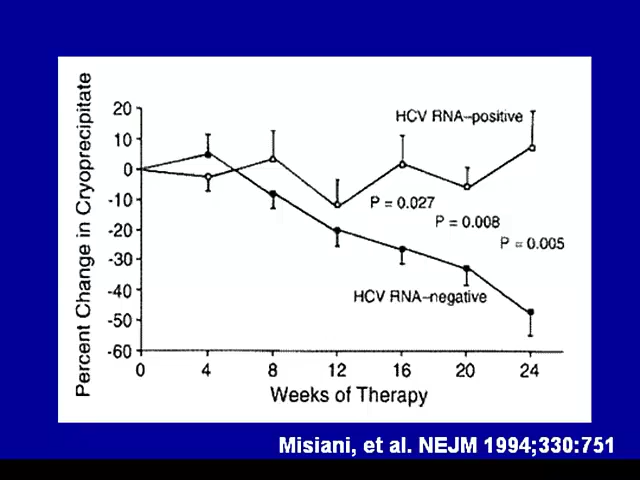 Percent Change in Cryoprecipitate
20
10
0
-10
-20
-30
-40
-50
-60
HCV RNA-positive
P = 0.027
P = 0.008
P = 0.005
HCV RNA-negative
0 4 8 12 16 20 24
Weeks of Therapy
Misiani, et al. NEJM 1994;330:751